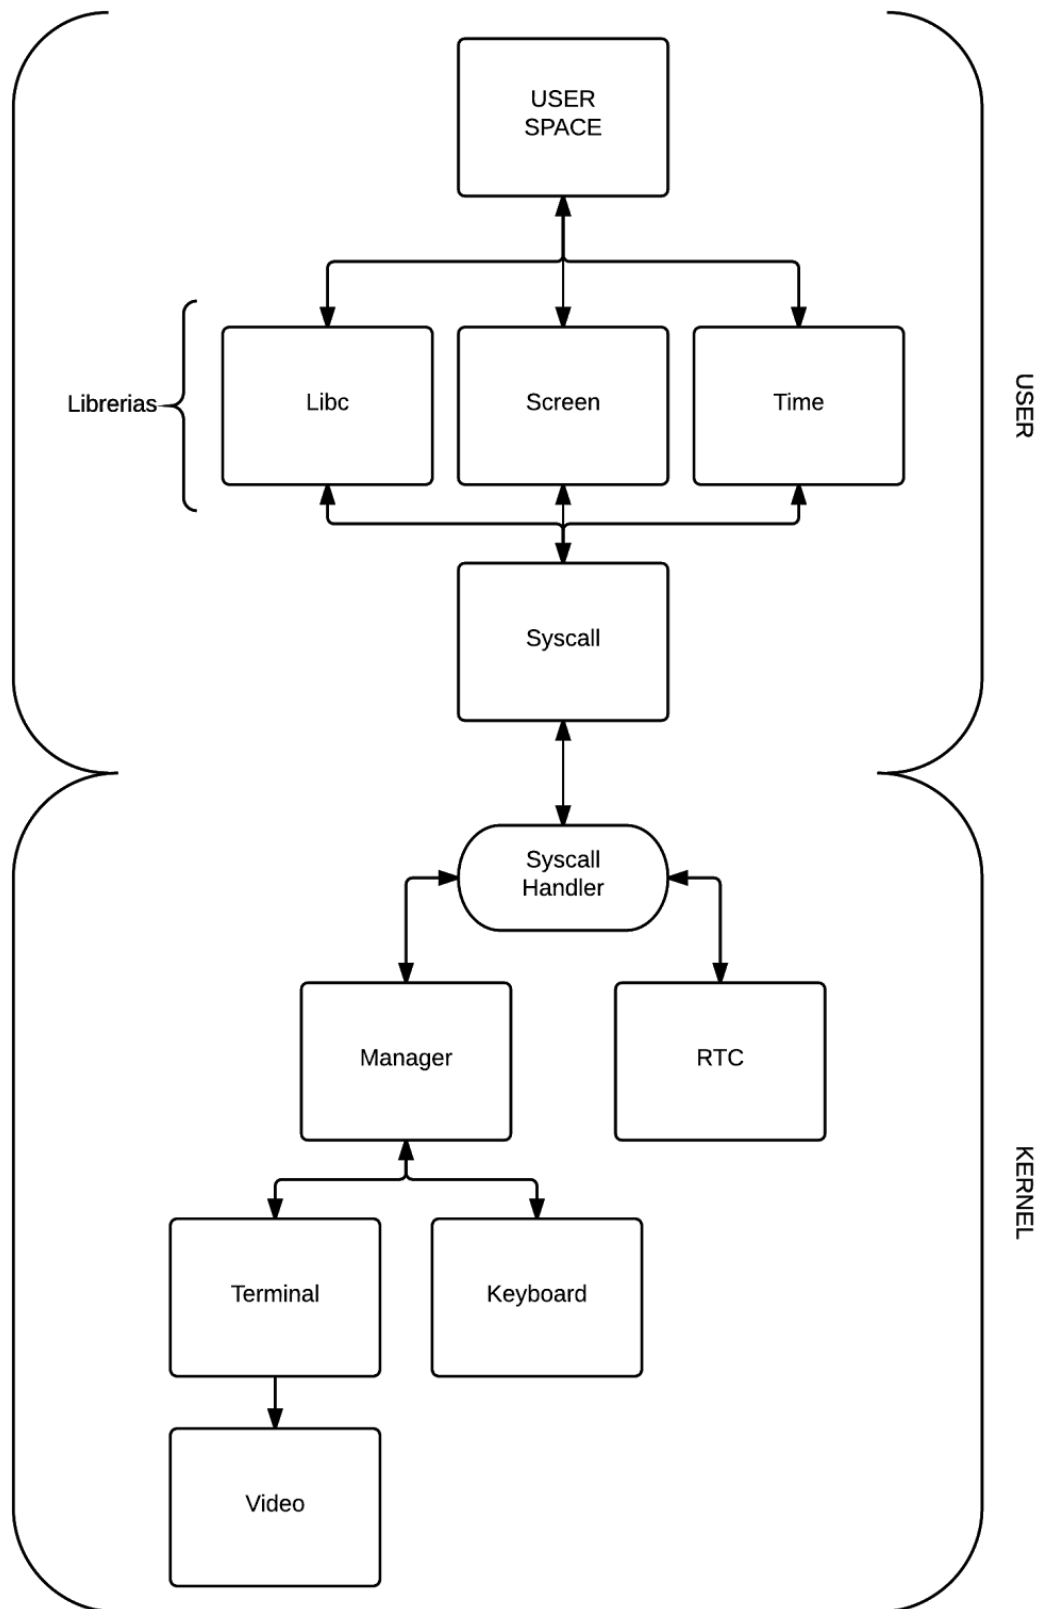 USER
SPACE
Librerias
Libc
Screen
Time
USER
Syscall
Syscall
Handler
Manager
RTC
KERNEL
Terminal
Keyboard
Video